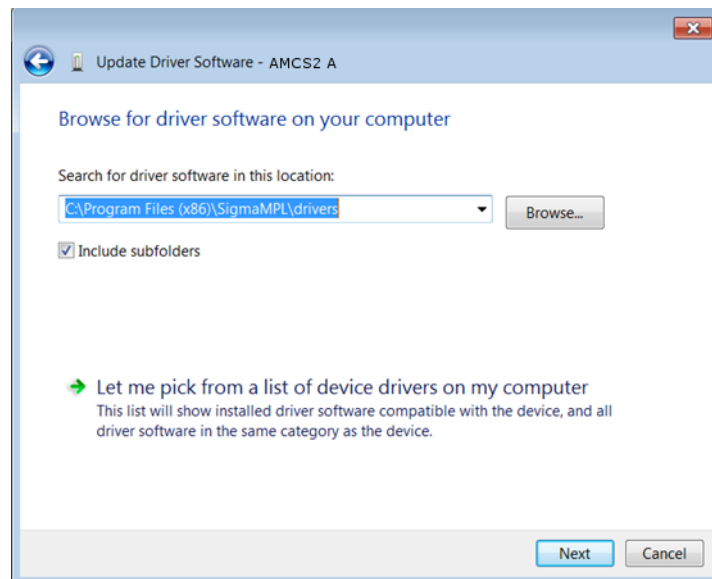 Update Driver Software - AMCS2 A
Browse for driver software on your computer
Search for driver software in this location:
C:\Program Files (x86)\SigmaMPL\drivers
Browse...
Include subfolders
Let me pick from a list of device drivers on my computer
This list will show installed driver software compatible with the device, and all
driver software in the same category as the device.
Next Cancel